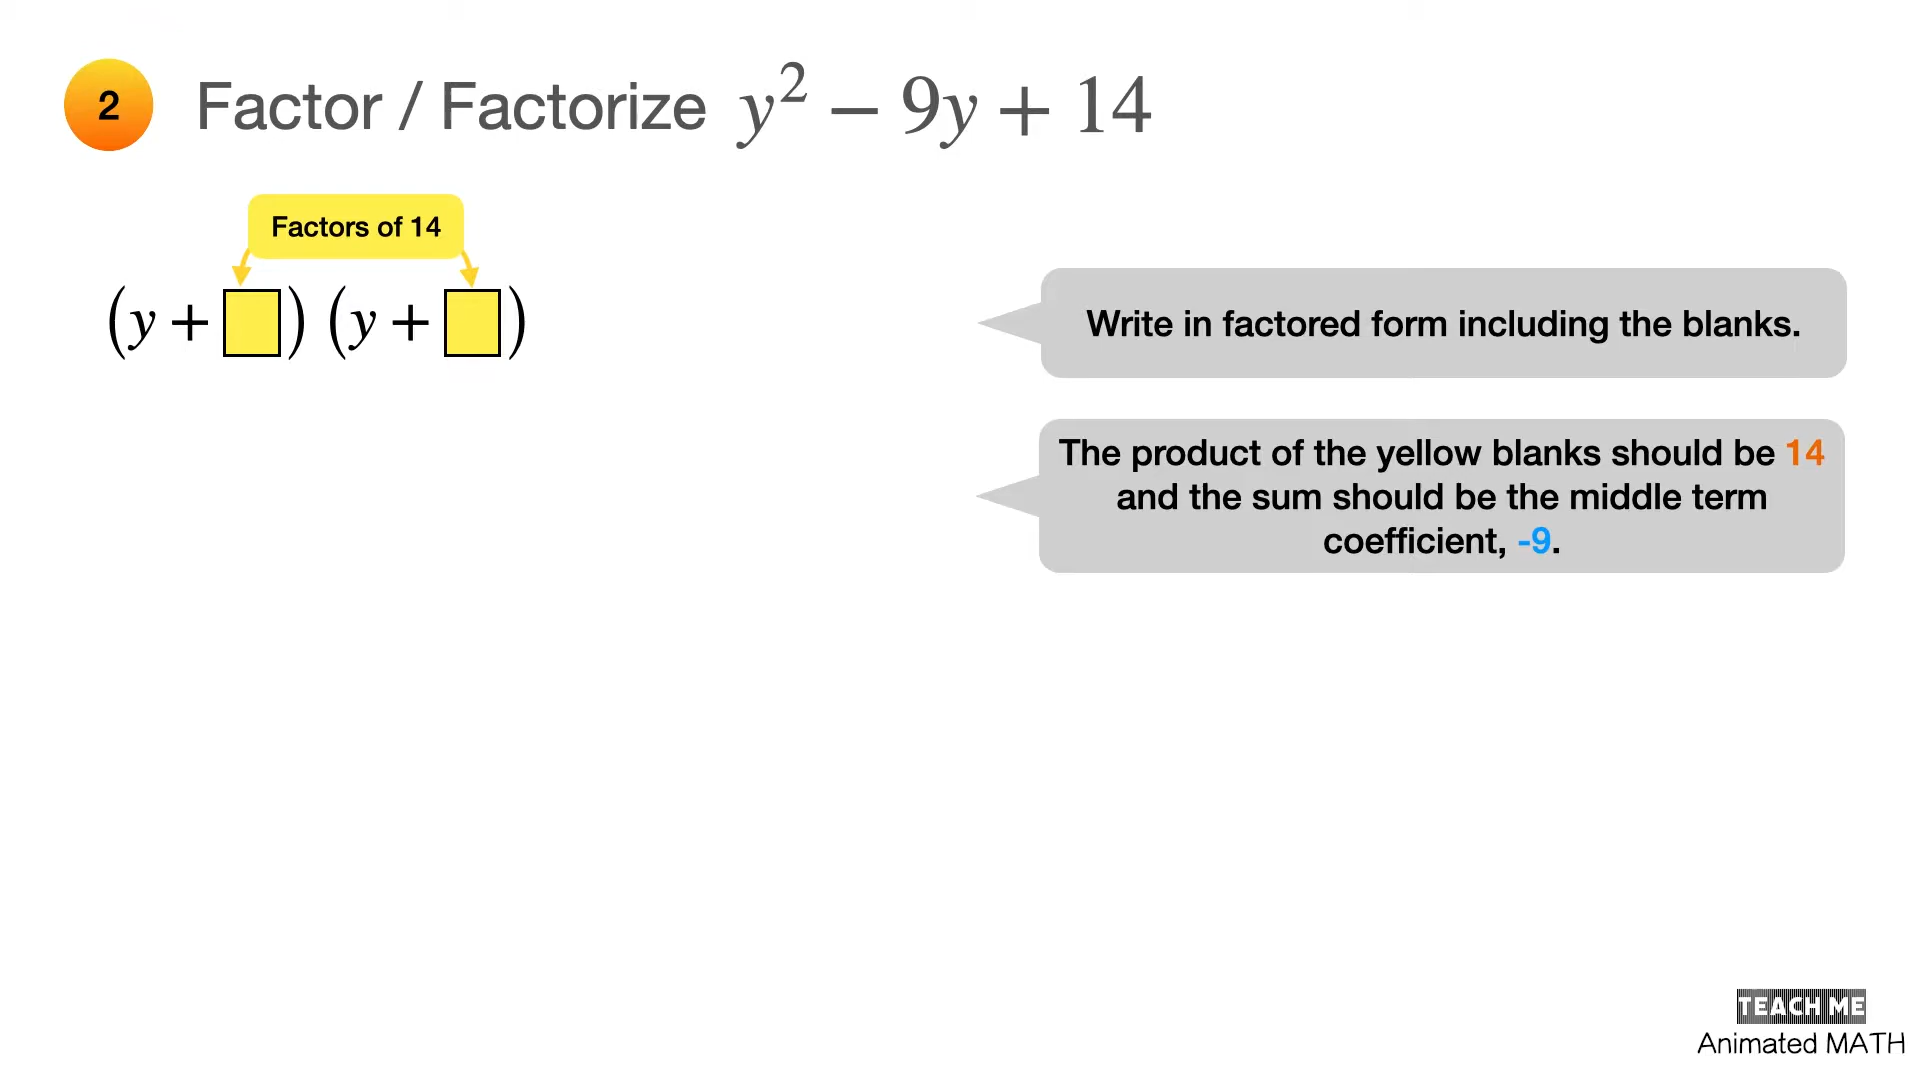 2 Factor / Factorize y² − 9y + 14
Factors of 14
(y + ) (y + )
Write in factored form including the blanks.
The product of the yellow blanks should be 14
and the sum should be the middle term
coefficient, -9.
TEACH ME
Animated MATH